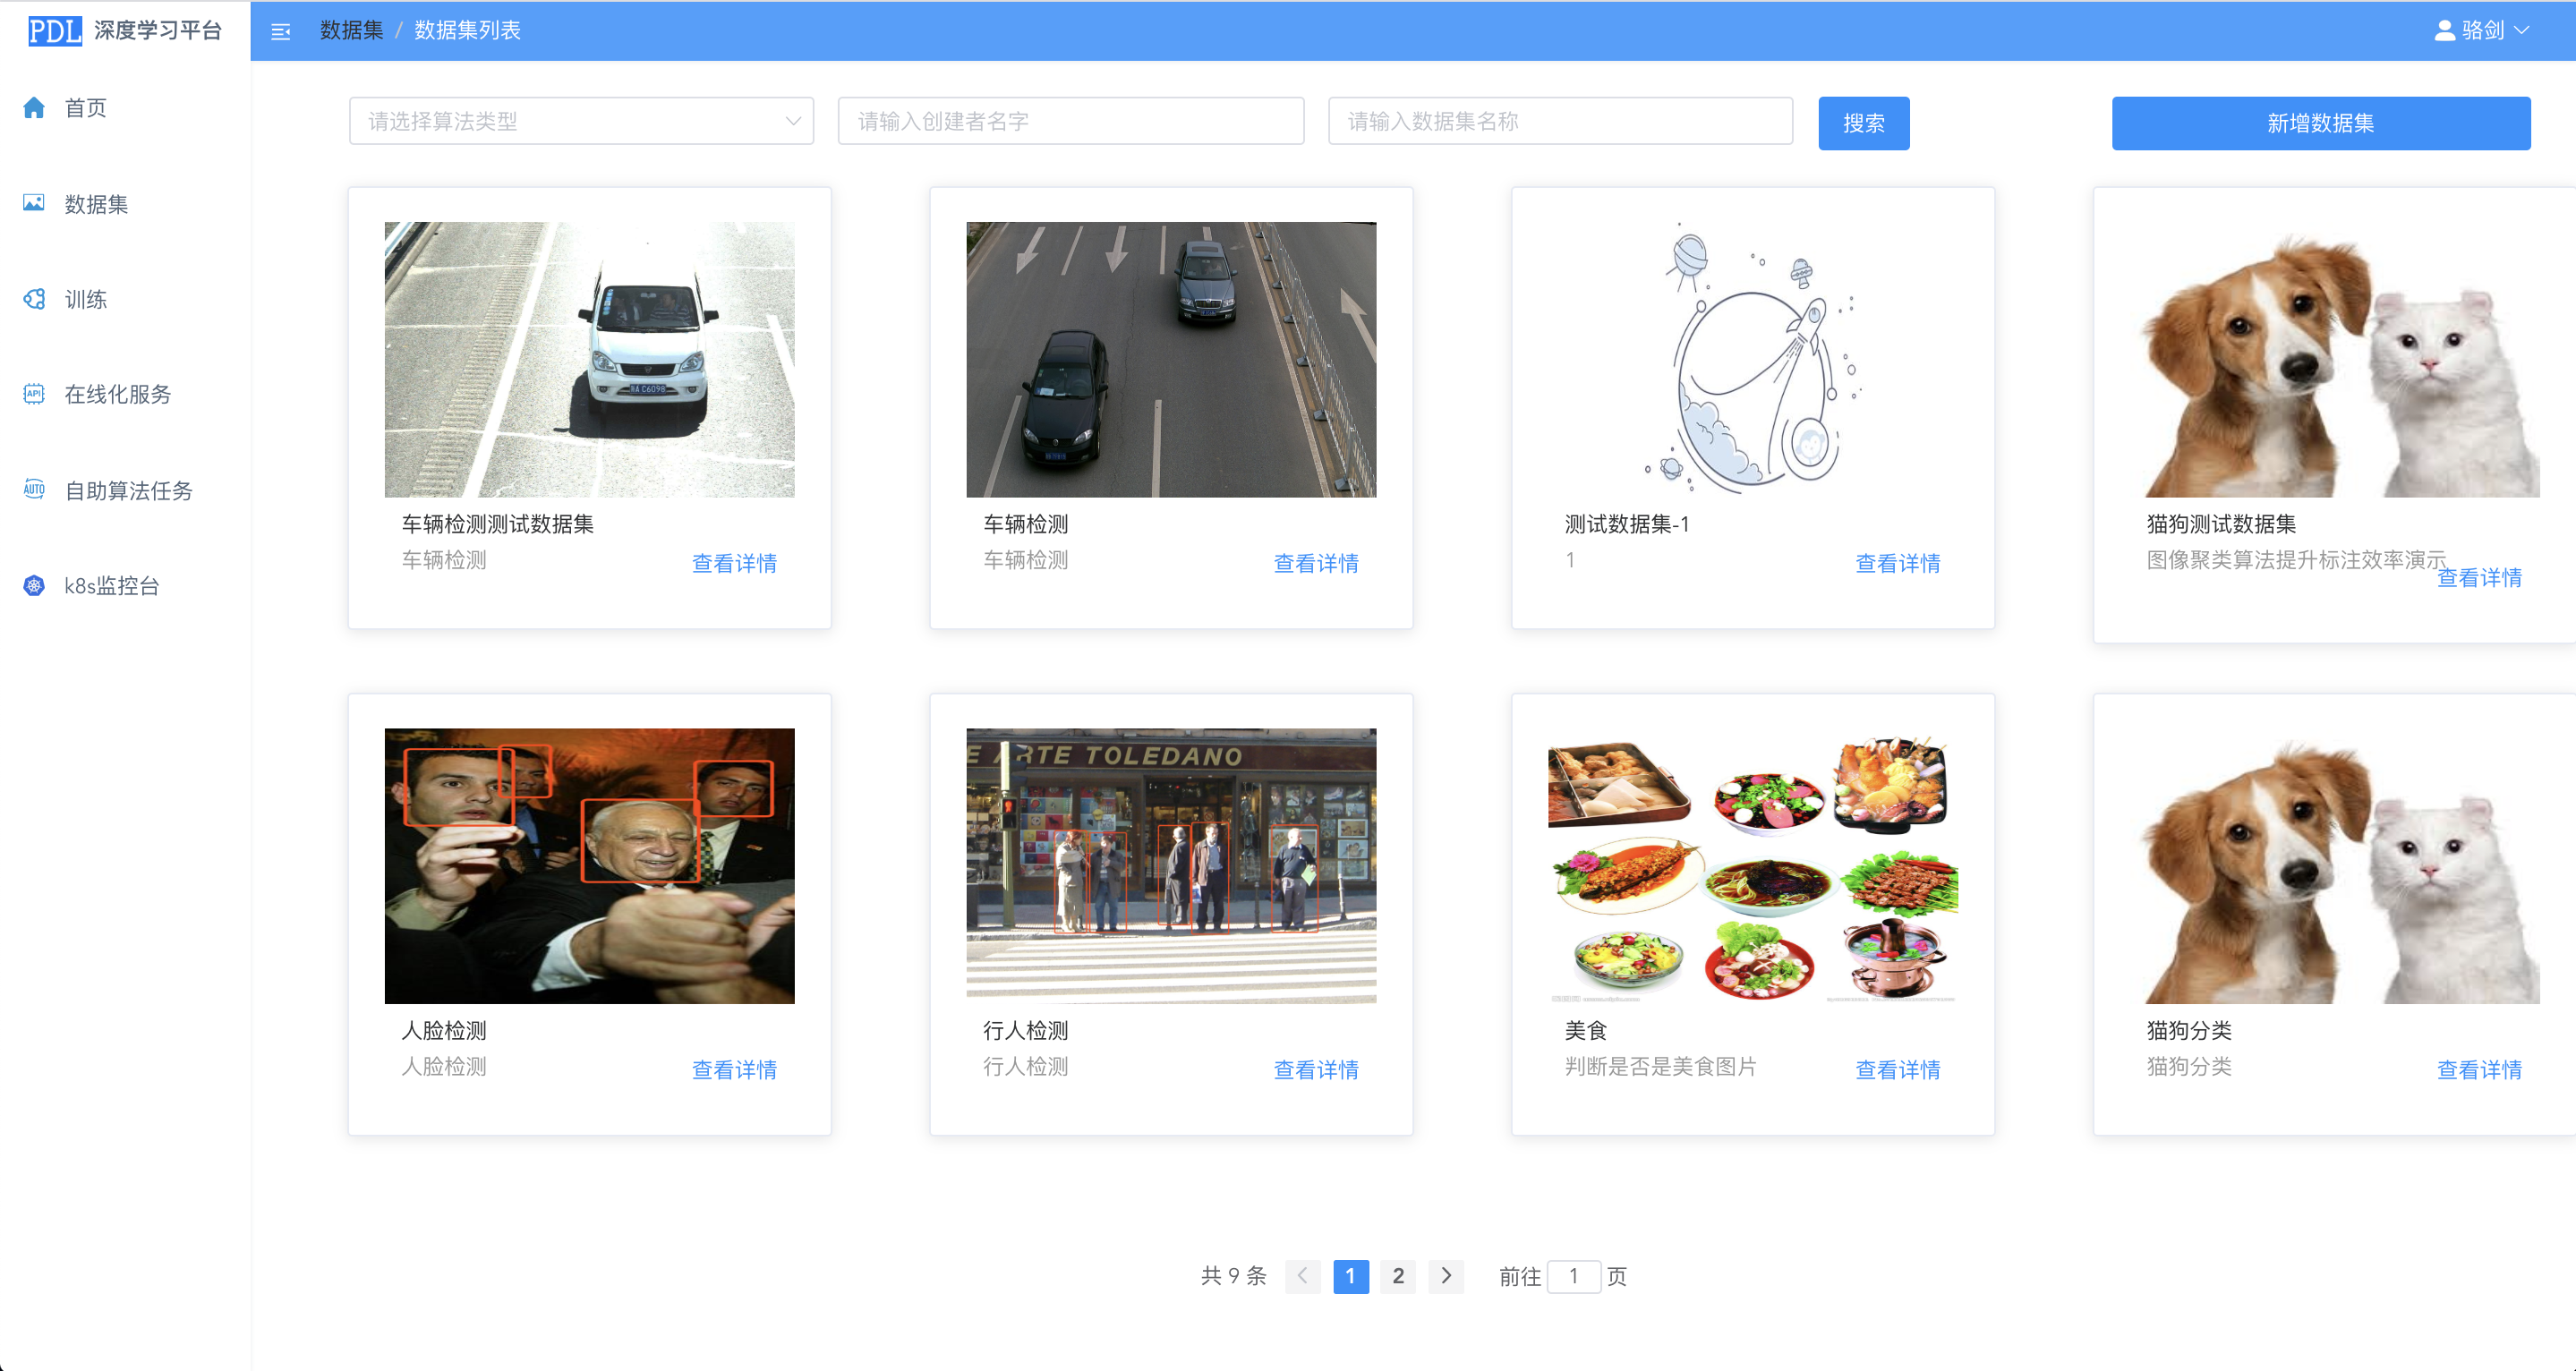 PDL 深度学习平台
数据集 / 数据集列表
骆剑
首页
数据集
训练
API 在线化服务
AUTO 自助算法任务
k8s监控台
请选择算法类型
请输入创建者名字
请输入数据集名称
搜索
新增数据集
车辆检测测试数据集
车辆检测
查看详情
车辆检测
车辆检测
查看详情
测试数据集-1
1
查看详情
猫狗测试数据集
图像聚类算法提升标注效率演示
查看详情
人脸检测
人脸检测
查看详情
E ARTE TOLEDANO
行人检测
行人检测
查看详情
美食
判断是否是美食图片
查看详情
猫狗分类
猫狗分类
查看详情
共 9 条 1 2 前往 1 页